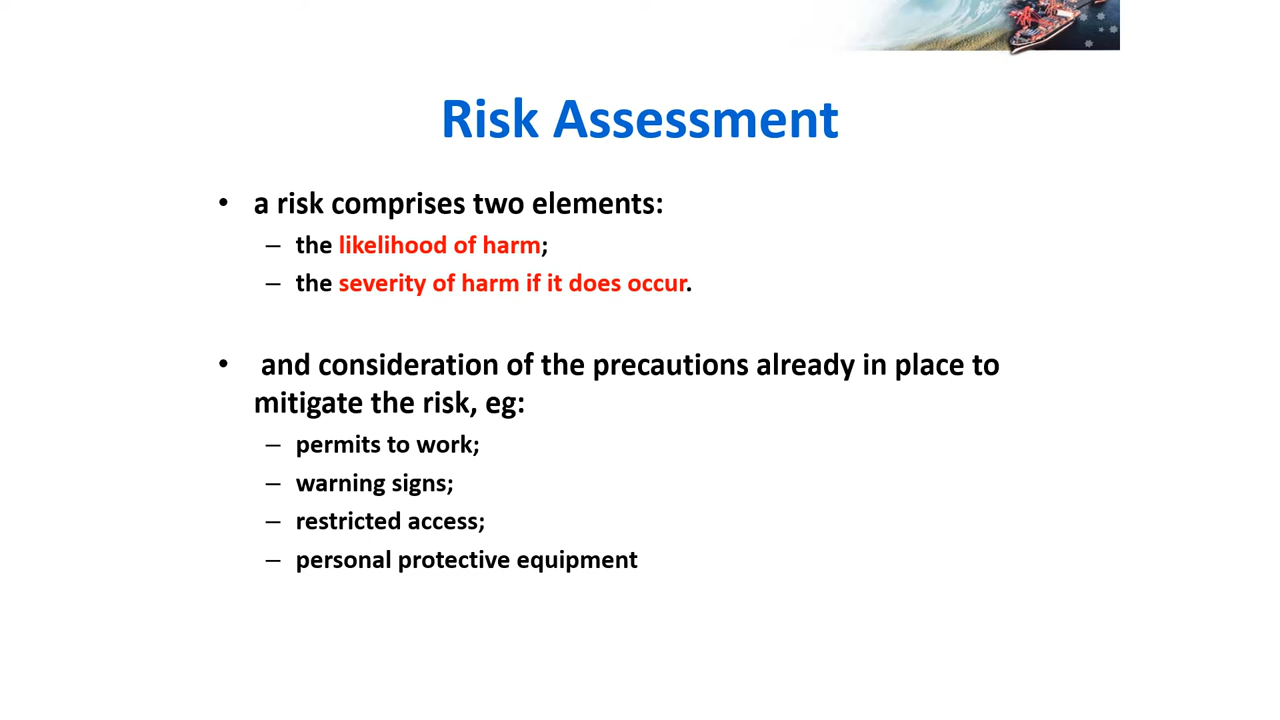 Risk Assessment
• a risk comprises two elements:
– the likelihood of harm;
– the severity of harm if it does occur.
• and consideration of the precautions already in place to
mitigate the risk, eg:
– permits to work;
– warning signs;
– restricted access;
– personal protective equipment